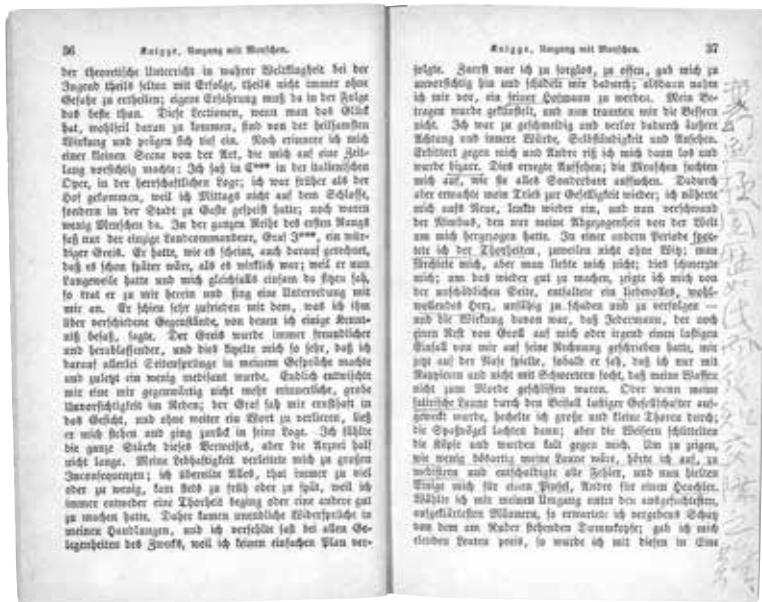 36
Knigge, Umgang mit Menschen.
der theoretische Unterricht in wahrer Weltklugheit bei der
Jugend theils selten mit Erfolge, theils nicht immer ohne
Gefahr zu ertheilen; eigene Erfahrung muß da in der Folge
das beste thun. Diese Lectionen, wenn man das Glück
hat, wohlfeil daran zu kommen, sind von der heilsamsten
Wirkung und prägen sich tief ein. Noch erinnere ich mich
einer kleinen Scene von der Art, die mich auf eine Zeit-
lang vorsichtig machte: Ich saß in C*** in der italienischen
Oper, in der herrschaftlichen Loge; ich war früher als der
Hof gekommen, weil ich Mittags nicht auf dem Schlosse,
sondern in der Stadt zu Gaste gespeist hatte; noch waren
wenig Menschen da. In der ganzen Reihe des ersten Rangs
saß nur der einzige Landcommandeur, Graf J***, ein wür-
diger Greis. Er hatte, wie es scheint, auch darauf gerechnet,
daß es schon später wäre, als es wirklich war; weil er nun
Langeweile hatte und mich gleichfalls einsam da sitzen sah,
so trat er zu mir herein und fing eine Unterredung mit
mir an. Er schien sehr zufrieden mit dem, was ich ihm
über verschiedene Gegenstände, von denen ich einige Kennt-
niß besaß, sagte. Der Greis wurde immer freundlicher
und herablassender, und dies kitzelte mich so sehr, daß ich
darauf allerlei Seitensprünge in meinem Gespräche machte
und zuletzt ein wenig medisant wurde. Endlich entwischte
mir eine mir gegenwärtig nicht mehr erinnerliche, grobe
Unvorsichtigkeit im Reden; der Graf sah mir ernsthaft in
das Gesicht, und ohne weiter ein Wort zu verlieren, ließ
er mich stehen und ging zurück in seine Loge. Ich fühlte
die ganze Stärke dieses Verweises, aber die Arznei half
nicht lange. Meine Lebhaftigkeit verleitete mich zu großen
Inconsequenzen; ich übereilte Alles, that immer zu viel
oder zu wenig, kam stets zu früh oder zu spät, weil ich
immer entweder eine Thorheit beging oder eine andere gut
zu machen hatte. Daher kamen unendliche Widersprüche in
meinen Handlungen, und ich verfehlte fast bei allen Ge-
legenheiten des Zwecks, weil ich keinen einfachen Plan ver-
Knigge, Umgang mit Menschen.
37
folgte. Zuerst war ich zu sorglos, zu offen, gab mich zu
unvorsichtig hin und schadete mir dadurch; alsdann nahm
ich mir vor, ein feiner Hofmann zu werden. Mein Be-
tragen wurde gekünstelt, und nun trauten mir die Bessern
nicht. Ich war zu geschmeidig und verlor dadurch äußere
Achtung und innere Würde, Selbständigkeit und Ansehen.
Erbittert gegen mich und Andre riß ich mich dann los und
wurde bizarr. Dies erregte Aufsehen; die Menschen suchten
mich auf, wie sie alles Sonderbare aufsuchen. Dadurch
aber erwachte mein Trieb zur Geselligkeit wieder; ich näherte
mich aufs Neue, lenkte wieder ein, und nun verschwand
der Nimbus, den nur meine Abgezogenheit von der Welt
um mich hergezogen hatte. In einer andern Periode spot-
tete ich der Thorheiten, zuweilen nicht ohne Witz; man
fürchtete mich, aber man liebte mich nicht; dies schmerzte
mich; um das wieder gut zu machen, zeigte ich mich von
der unschädlichen Seite, entfaltete ein liebevolles, wohl-
wollendes Herz, unfähig zu schaden und zu verfolgen —
und die Wirkung davon war, daß Jedermann, der noch
einen Rest von Groll auf mich oder irgend einen lustigen
Einfall von mir auf seine Rechnung geschrieben hatte, mir
jetzt auf der Nase spielte, sobald er sah, daß ich nur mit
Rappieren und nicht mit Schwertern focht, daß meine Waffen
nicht zum Morde geschliffen waren. Oder wenn meine
satirische Laune durch den Beifall lustiger Gesellschafter auf-
geweckt wurde, hechelte ich große und kleine Thoren durch;
die Spaßvögel lachten dann; aber die Weisern schüttelten
die Köpfe und wurden kalt gegen mich. Um zu zeigen,
wie wenig bösartig meine Laune wäre, hörte ich auf, zu
medisiren und entschuldigte alle Fehler, und nun hielten
Einige mich für einen Pinsel, Andre für einen Heuchler.
Wählte ich mir meinen Umgang unter den ausgesuchtesten,
aufgeklärtesten Männern, so erwartete ich vergebens Schutz
von dem am Ruder stehenden Dummkopfe; gab ich mich
elenden Leuten preis, so wurde ich mit diesen in Eine